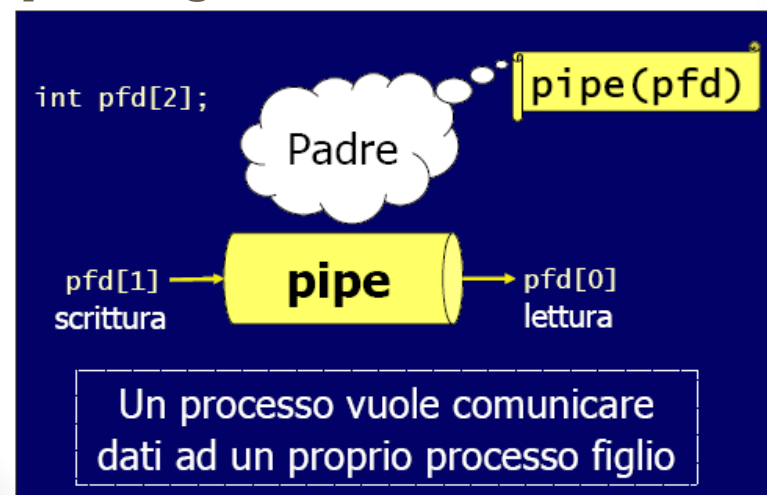 int pfd[2];
pipe(pfd)
Padre
pfd[1]
scrittura
pipe
pfd[0]
lettura
Un processo vuole comunicare
dati ad un proprio processo figlio